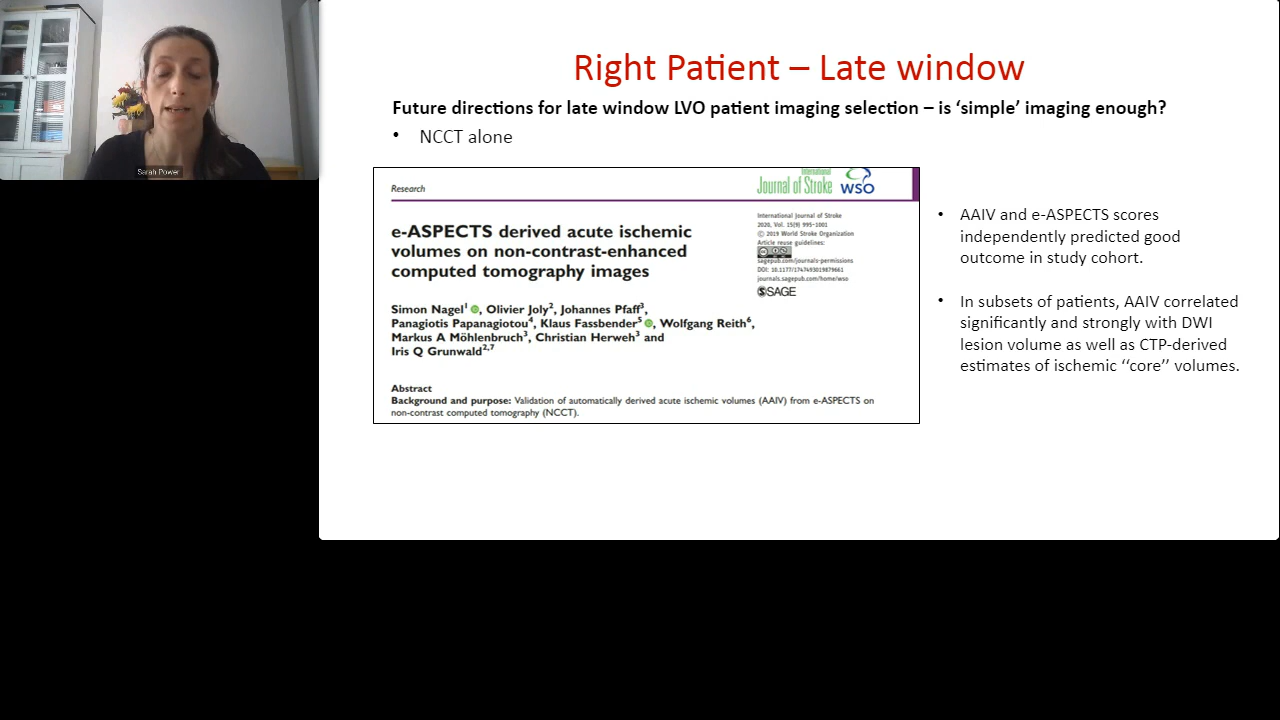 Sarah Power
Right Patient – Late window
Future directions for late window LVO patient imaging selection – is ‘simple’ imaging enough?
• NCCT alone
Research
International
Journal of Stroke
WSO
e-ASPECTS derived acute ischemic
volumes on non-contrast-enhanced
computed tomography images
International Journal of Stroke
2020, Vol. 15(9) 995–1001
© 2019 World Stroke Organization
Article reuse guidelines:
sagepub.com/journals-permissions
DOI: 10.1177/1747493019879661
journals.sagepub.com/home/wso
SAGE
Simon Nagel1, Olivier Joly2, Johannes Pfaff3,
Panagiotis Papanagiotou4, Klaus Fassbender5, Wolfgang Reith6,
Markus A Möhlenbruch3, Christian Herweh3 and
Iris Q Grunwald2,7
Abstract
Background and purpose: Validation of automatically derived acute ischemic volumes (AAIV) from e-ASPECTS on
non-contrast computed tomography (NCCT).
• AAIV and e-ASPECTS scores
independently predicted good
outcome in study cohort.
• In subsets of patients, AAIV correlated
significantly and strongly with DWI
lesion volume as well as CTP-derived
estimates of ischemic ‘‘core’’ volumes.